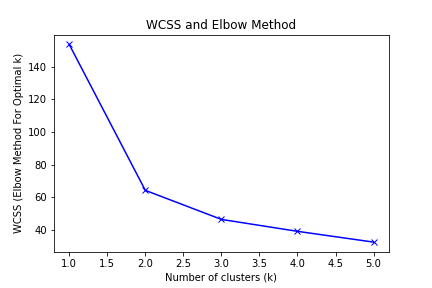 WCSS and Elbow Method
WCSS (Elbow Method For Optimal k)
140
120
100
80
60
40
1.0 1.5 2.0 2.5 3.0 3.5 4.0 4.5 5.0
Number of clusters (k)